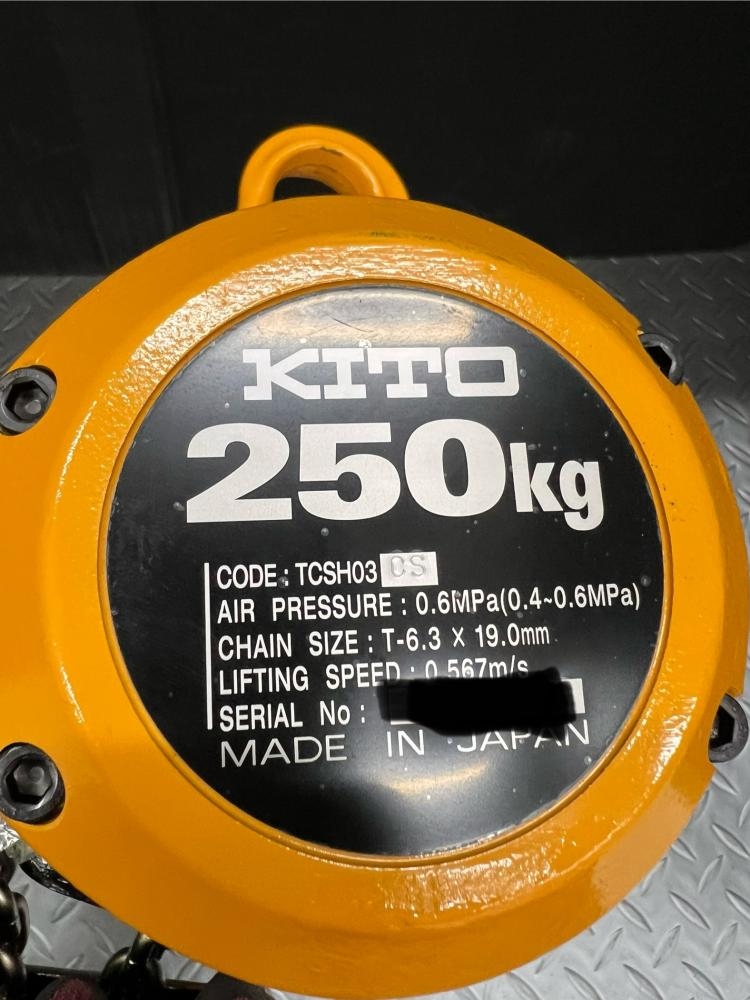 KITO
250kg
CODE : TCSH03 CS
AIR PRESSURE : 0.6MPa(0.4~0.6MPa)
CHAIN SIZE : T-6.3 X 19.0mm
LIFTING SPEED : 0.567m/s
SERIAL No :
MADE IN JAPAN